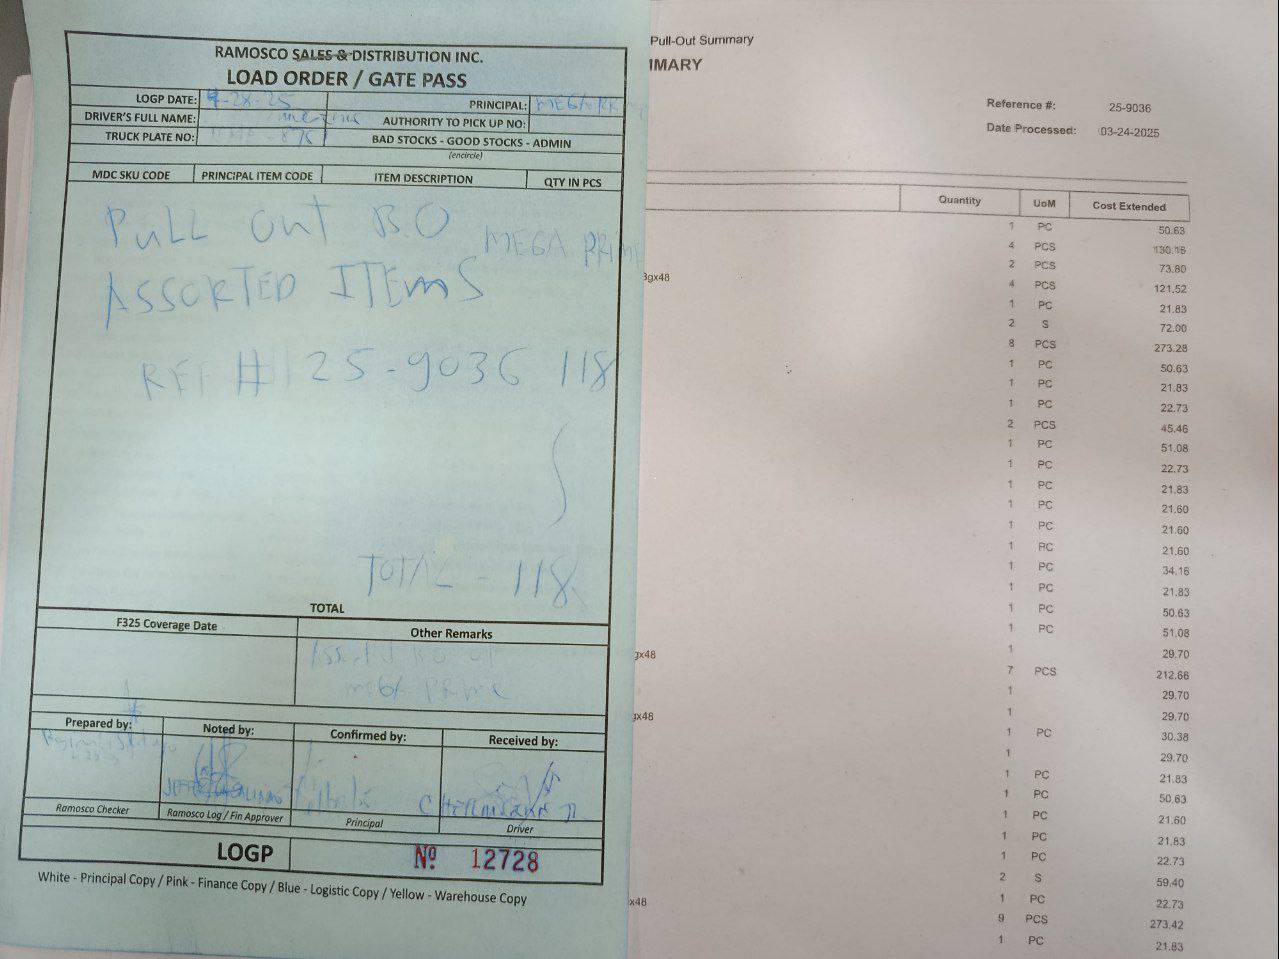 RAMOSCO SALES & DISTRIBUTION INC.
LOAD ORDER / GATE PASS
LOGP DATE: 4-28-25 PRINCIPAL: MEGA
DRIVER'S FULL NAME: AUTHORITY TO PICK UP NO:
TRUCK PLATE NO: BAD STOCKS - GOOD STOCKS - ADMIN
(encircle)
MDC SKU CODE PRINCIPAL ITEM CODE ITEM DESCRIPTION QTY IN PCS
PULL OUT B.O MEGA PRIME
ASSORTED ITEMS
REF # 25-9036 118
TOTAL - 118
TOTAL
F325 Coverage Date Other Remarks
B.O OF
MEGA PRIME
Prepared by: Noted by: Confirmed by: Received by:
Ramosco Checker Ramosco Log / Fin Approver Principal Driver
LOGP Nº 12728
White - Principal Copy / Pink - Finance Copy / Blue - Logistic Copy / Yellow - Warehouse Copy
Pull-Out Summary
MMARY
Reference #: 25-9036
Date Processed: 03-24-2025
Quantity UoM Cost Extended
1 PC 50.63
4 PCS 130.16
2 PCS 73.80
3gx48 4 PCS 121.52
1 PC 21.83
2 S 72.00
8 PCS 273.28
1 PC 50.63
1 PC 21.83
1 PC 22.73
2 PCS 45.46
1 PC 51.08
1 PC 22.73
1 PC 21.83
1 PC 21.60
1 PC 21.60
1 PC 21.60
1 PC 34.16
1 PC 21.83
1 PC 50.63
1 PC 51.08
gx48 1 29.70
7 PCS 212.66
1 29.70
gx48 1 29.70
1 PC 30.38
1 29.70
1 PC 21.83
1 PC 50.63
1 PC 21.60
1 PC 21.83
1 PC 22.73
2 S 59.40
x48 1 PC 22.73
9 PCS 273.42
1 PC 21.83